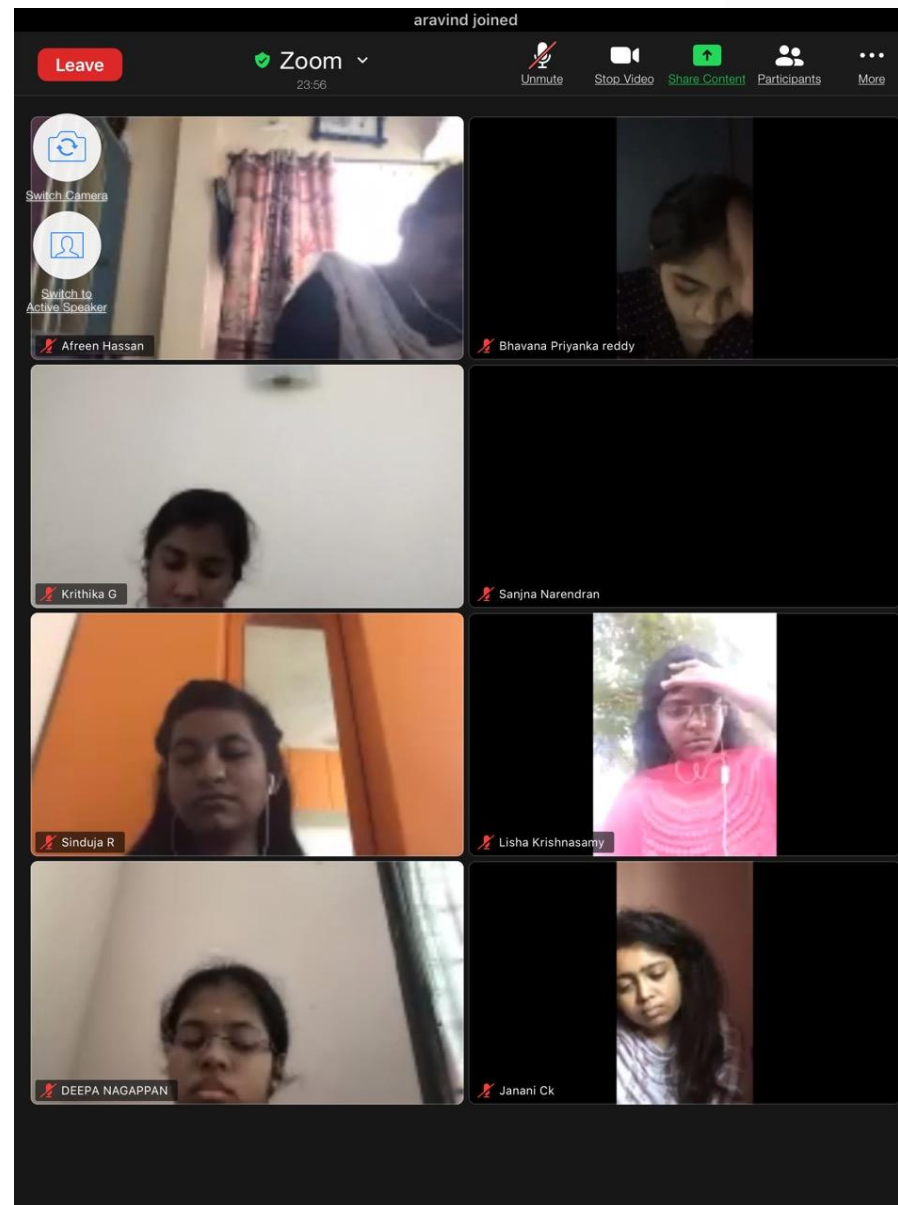 aravind joined
Leave
Zoom
23:56
Unmute
Stop Video
Share Content
Participants
More
Switch Camera
Switch to
Active Speaker
Afreen Hassan
Bhavana Priyanka reddy
Krithika G
Sanjna Narendran
Sinduja R
Lisha Krishnasamy
DEEPA NAGAPPAN
Janani Ck